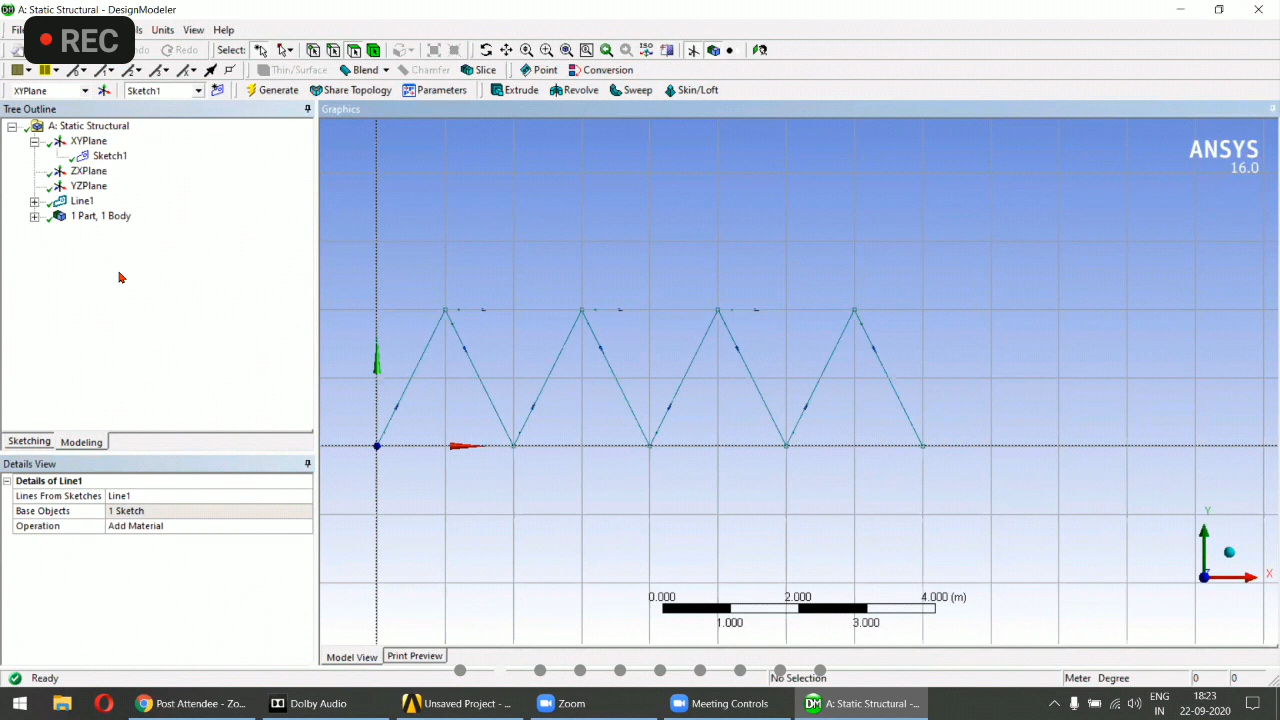 A: Static Structural - DesignModeler
REC
Units View Help
Redo Select:
Thin/Surface Blend Chamfer Slice Point Conversion
XYPlane Sketch1 Generate Share Topology Parameters Extrude Revolve Sweep Skin/Loft
Tree Outline
A: Static Structural
XYPlane
Sketch1
ZXPlane
YZPlane
Line1
1 Part, 1 Body
Sketching Modeling
Details View
Details of Line1
Lines From Sketches Line1
Base Objects 1 Sketch
Operation Add Material
Graphics
ANSYS
16.0
Y
X
0.000 2.000 4.000 (m)
1.000 3.000
Model View Print Preview
Ready No Selection Meter Degree 0 0
Post Attendee - Zo... Dolby Audio Unsaved Project - ... Zoom Meeting Controls A: Static Structural -...
ENG
IN
18:23
22-09-2020